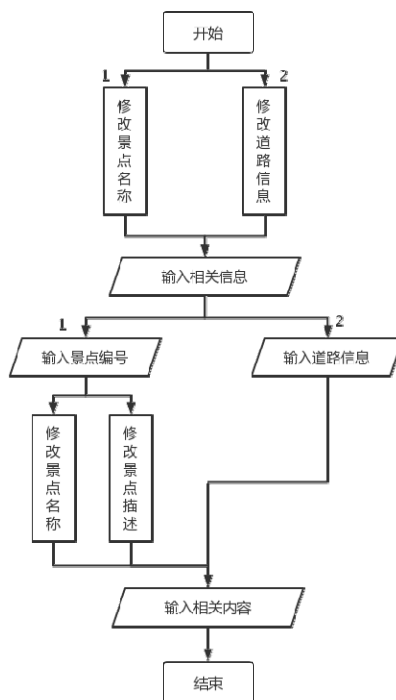 开始
1
2
修改景点名称
修改道路信息
输入相关信息
1
2
输入景点编号
输入道路信息
修改景点名称
修改景点描述
输入相关内容
结束